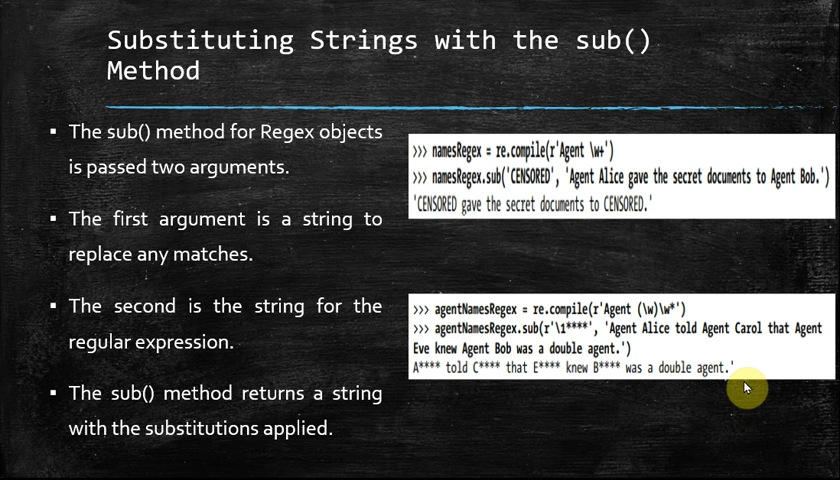 Substituting Strings with the sub()
Method
▪ The sub() method for Regex objects
is passed two arguments.
▪ The first argument is a string to
replace any matches.
▪ The second is the string for the
regular expression.
▪ The sub() method returns a string
with the substitutions applied.
>>> namesRegex = re.compile(r'Agent \w+')
>>> namesRegex.sub('CENSORED', 'Agent Alice gave the secret documents to Agent Bob.')
'CENSORED gave the secret documents to CENSORED.'
>>> agentNamesRegex = re.compile(r'Agent (\w)\w*')
>>> agentNamesRegex.sub(r'\1****', 'Agent Alice told Agent Carol that Agent
Eve knew Agent Bob was a double agent.')
A**** told C**** that E**** knew B**** was a double agent.'